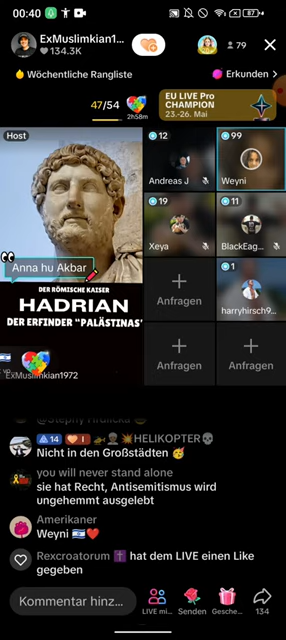 00:40
87
ExMuslimkian1...
134.3K
79
Wöchentliche Rangliste
Erkunden >
47/54
2h58m
EU LIVE Pro
CHAMPION
23.-26. Mai
Host
12
Andreas J
99
Weyni
19
Xeya
11
BlackEag...
Anna hu Akbar
DER RÖMISCHE KAISER
HADRIAN
DER ERFINDER "PALÄSTINAS'
ExMuslimkian1972
Anfragen
1
harryhirsch9...
Anfragen
Anfragen
@Stephy Hrdlicka
14
1
HELIKOPTER
Nicht in den Großstädten
you will never stand alone
sie hat Recht, Antisemitismus wird
ungehemmt ausgelebt
Amerikaner
Weyni
Rexcroatorum hat dem LIVE einen Like
gegeben
Kommentar hinz...
LIVE mi...
Senden
Gesche...
134